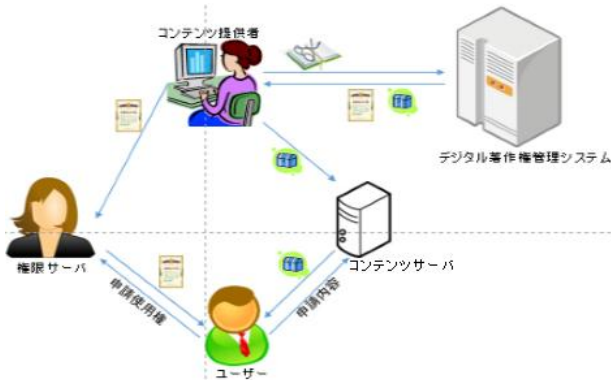 コンテンツ提供者
デジタル著作権管理システム
権限サーバ
コンテンツサーバ
申請使用権
申請内容
ユーザー